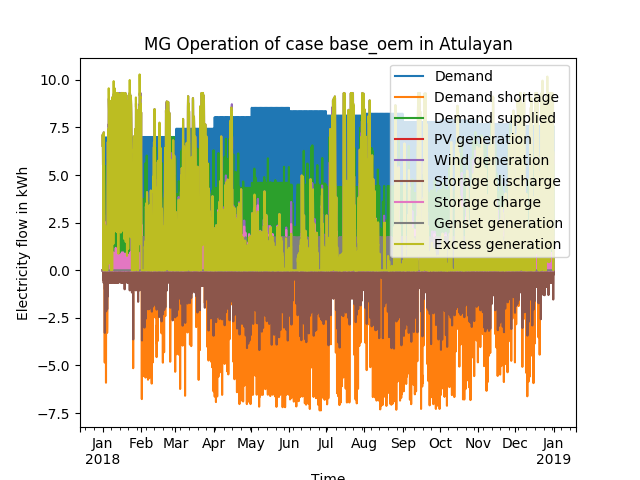 MG Operation of case base_oem in Atulayan
Electricity flow in kWh
10.0
7.5
5.0
2.5
0.0
−2.5
−5.0
−7.5
Demand
Demand shortage
Demand supplied
PV generation
Wind generation
Storage discharge
Storage charge
Genset generation
Excess generation
Jan Feb Mar Apr May Jun Jul Aug Sep Oct Nov Dec Jan
2018 2019
Time